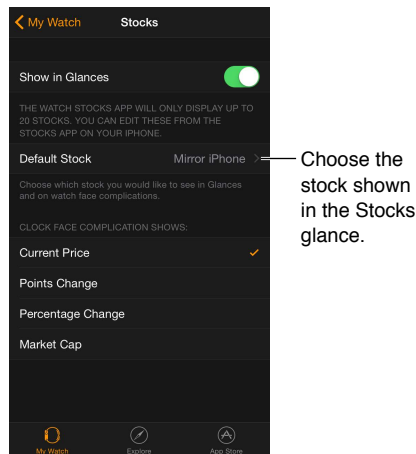 My Watch Stocks
Show in Glances
THE WATCH STOCKS APP WILL ONLY DISPLAY UP TO
20 STOCKS. YOU CAN EDIT THESE FROM THE
STOCKS APP ON YOUR IPHONE.
Default Stock Mirror iPhone
Choose which stock you would like to see in Glances
and on watch face complications.
CLOCK FACE COMPLICATION SHOWS:
Current Price
Points Change
Percentage Change
Market Cap
My Watch Explore App Store
Choose the
stock shown
in the Stocks
glance.